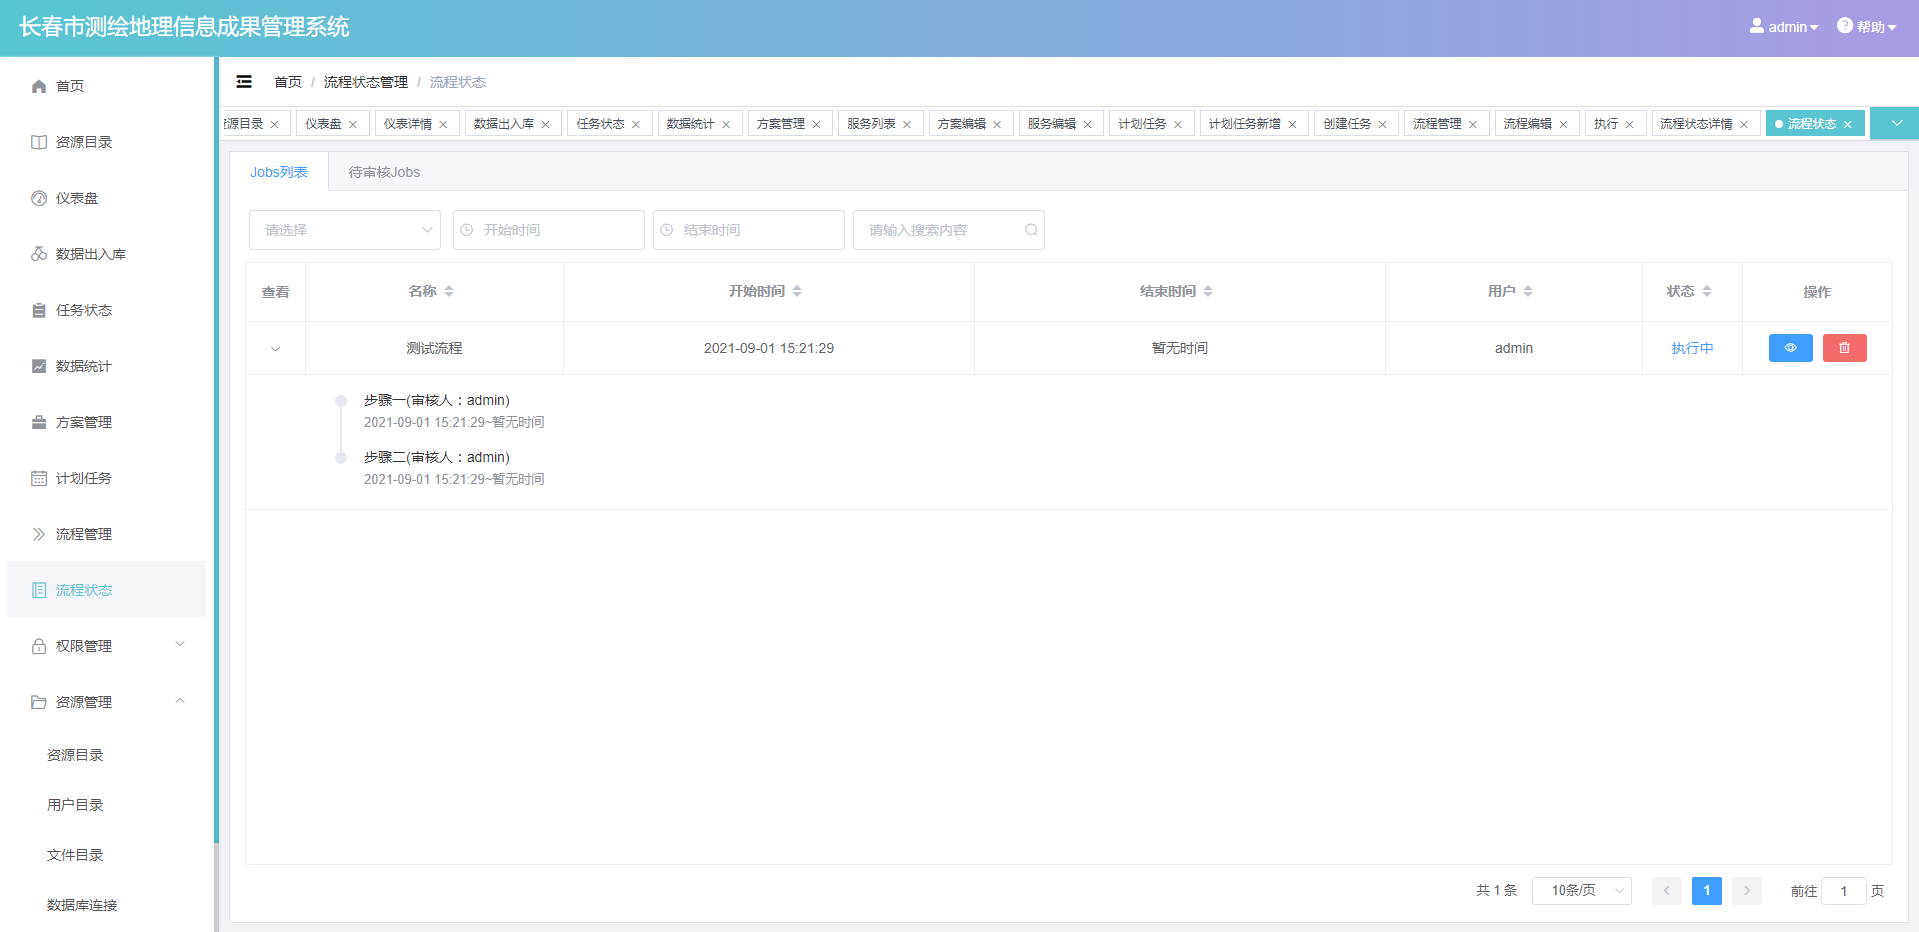 长春市测绘地理信息成果管理系统
admin
帮助
首页
资源目录
仪表盘
数据出入库
任务状态
数据统计
方案管理
计划任务
流程管理
流程状态
权限管理
资源管理
资源目录
用户目录
文件目录
数据库连接
首页 / 流程状态管理 / 流程状态
资源目录 仪表盘 仪表详情 数据出入库 任务状态 数据统计 方案管理 服务列表 方案编辑 服务编辑 计划任务 计划任务新增 创建任务 流程管理 流程编辑 执行 流程状态详情 流程状态
Jobs列表 待审核Jobs
请选择 开始时间 结束时间 请输入搜索内容
查看 名称 开始时间 结束时间 用户 状态 操作
测试流程 2021-09-01 15:21:29 暂无时间 admin 执行中
步骤一(审核人：admin)
2021-09-01 15:21:29~暂无时间
步骤二(审核人：admin)
2021-09-01 15:21:29~暂无时间
共 1 条 10条/页 1 前往 1 页